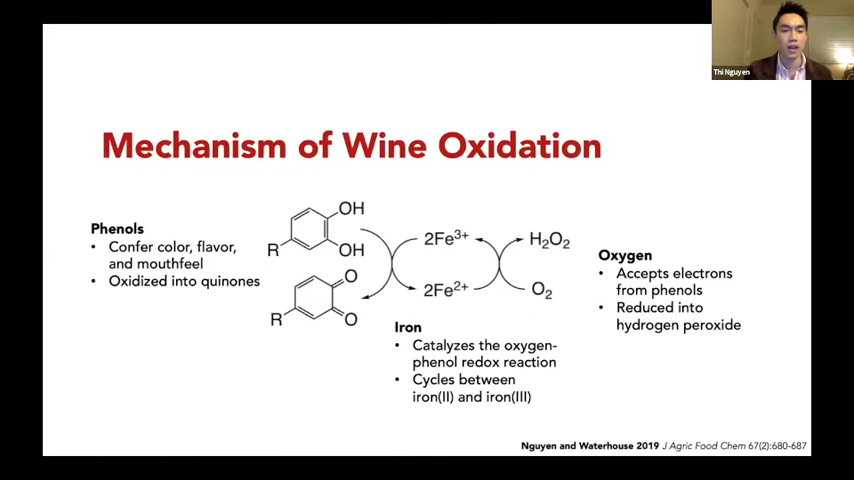 Thi Nguyen
Mechanism of Wine Oxidation
Phenols
• Confer color, flavor,
and mouthfeel
• Oxidized into quinones
OH
OH
R
O
O
R
2Fe³⁺
2Fe²⁺
H₂O₂
O₂
Iron
• Catalyzes the oxygen-
phenol redox reaction
• Cycles between
iron(II) and iron(III)
Oxygen
• Accepts electrons
from phenols
• Reduced into
hydrogen peroxide
Nguyen and Waterhouse 2019 J Agric Food Chem 67(2):680-687